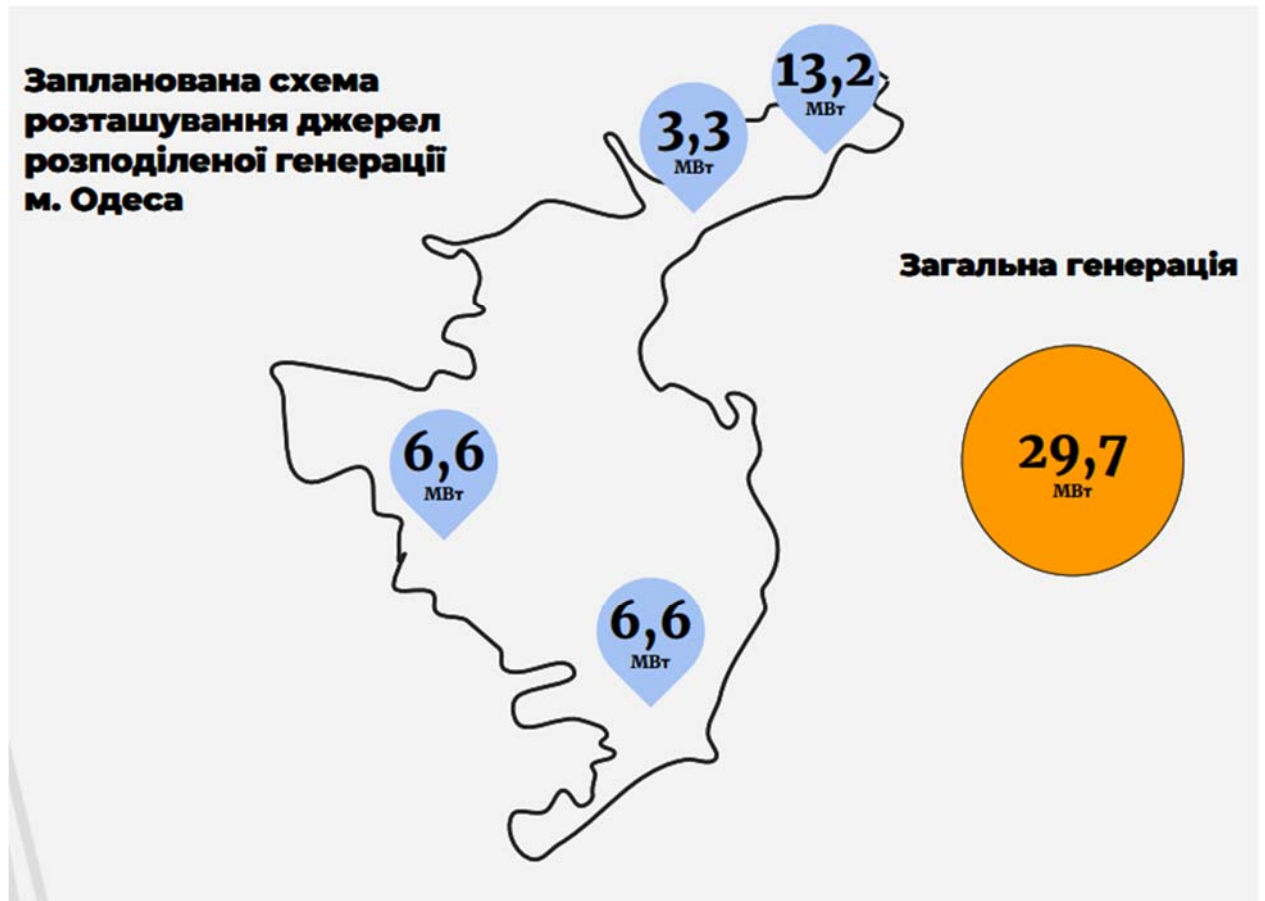 Запланована схема
розташування джерел
розподіленої генерації
м. Одеса
13,2
МВт
3,3
МВт
Загальна генерація
6,6
МВт
29,7
МВт
6,6
МВт